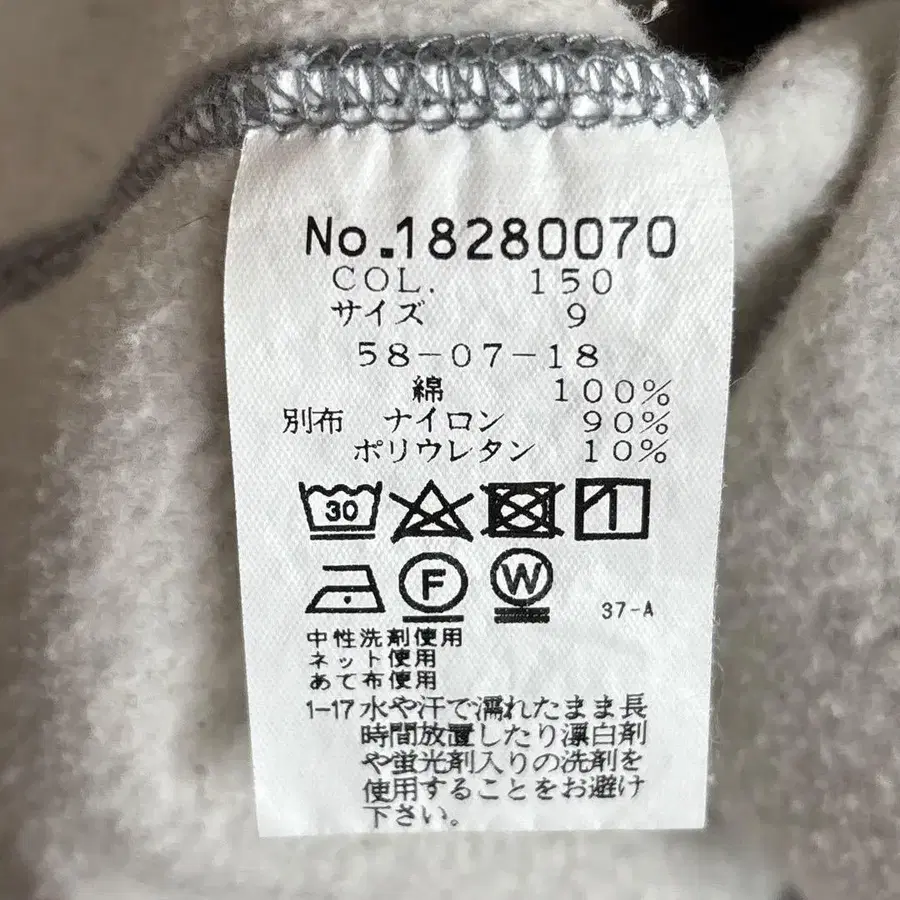 No.18280070
COL. 150
サイズ 9
58-07-18
綿 100%
別布 ナイロン 90%
ポリウレタン 10%
30
F W 37-A
中性洗剤使用
ネット使用
あて布使用
1-17 水や汗で濡れたまま長
時間放置したり漂白剤
や蛍光剤入りの洗剤を
使用することをお避け
下さい。